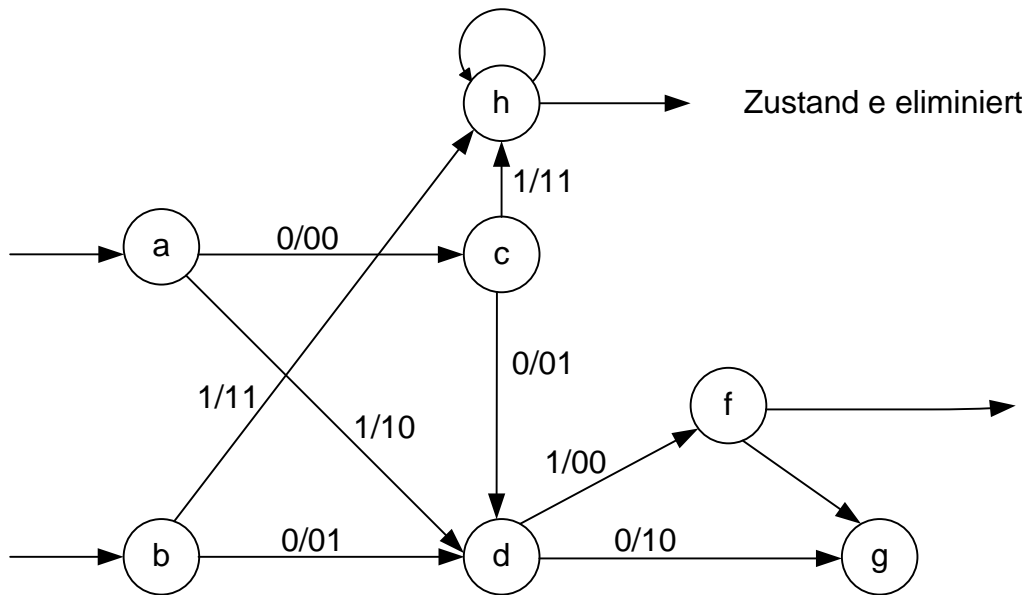 h
Zustand e eliminiert
1/11
a
0/00
c
0/01
1/11
1/10
f
1/00
b
0/01
d
0/10
g